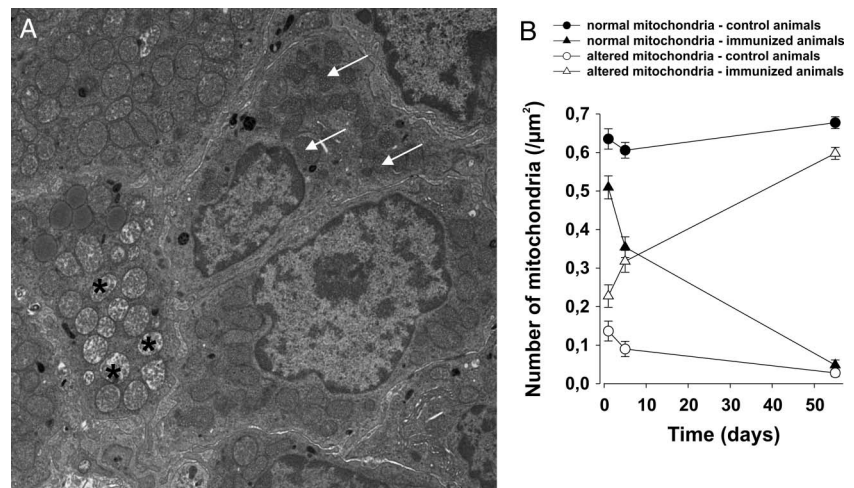 A
*
*
*
B
normal mitochondria - control animals
normal mitochondria - immunized animals
altered mitochondria - control animals
altered mitochondria - immunized animals
Number of mitochondria (/µm²)
0,7
0,6
0,5
0,4
0,3
0,2
0,1
0,0
0 10 20 30 40 50
Time (days)